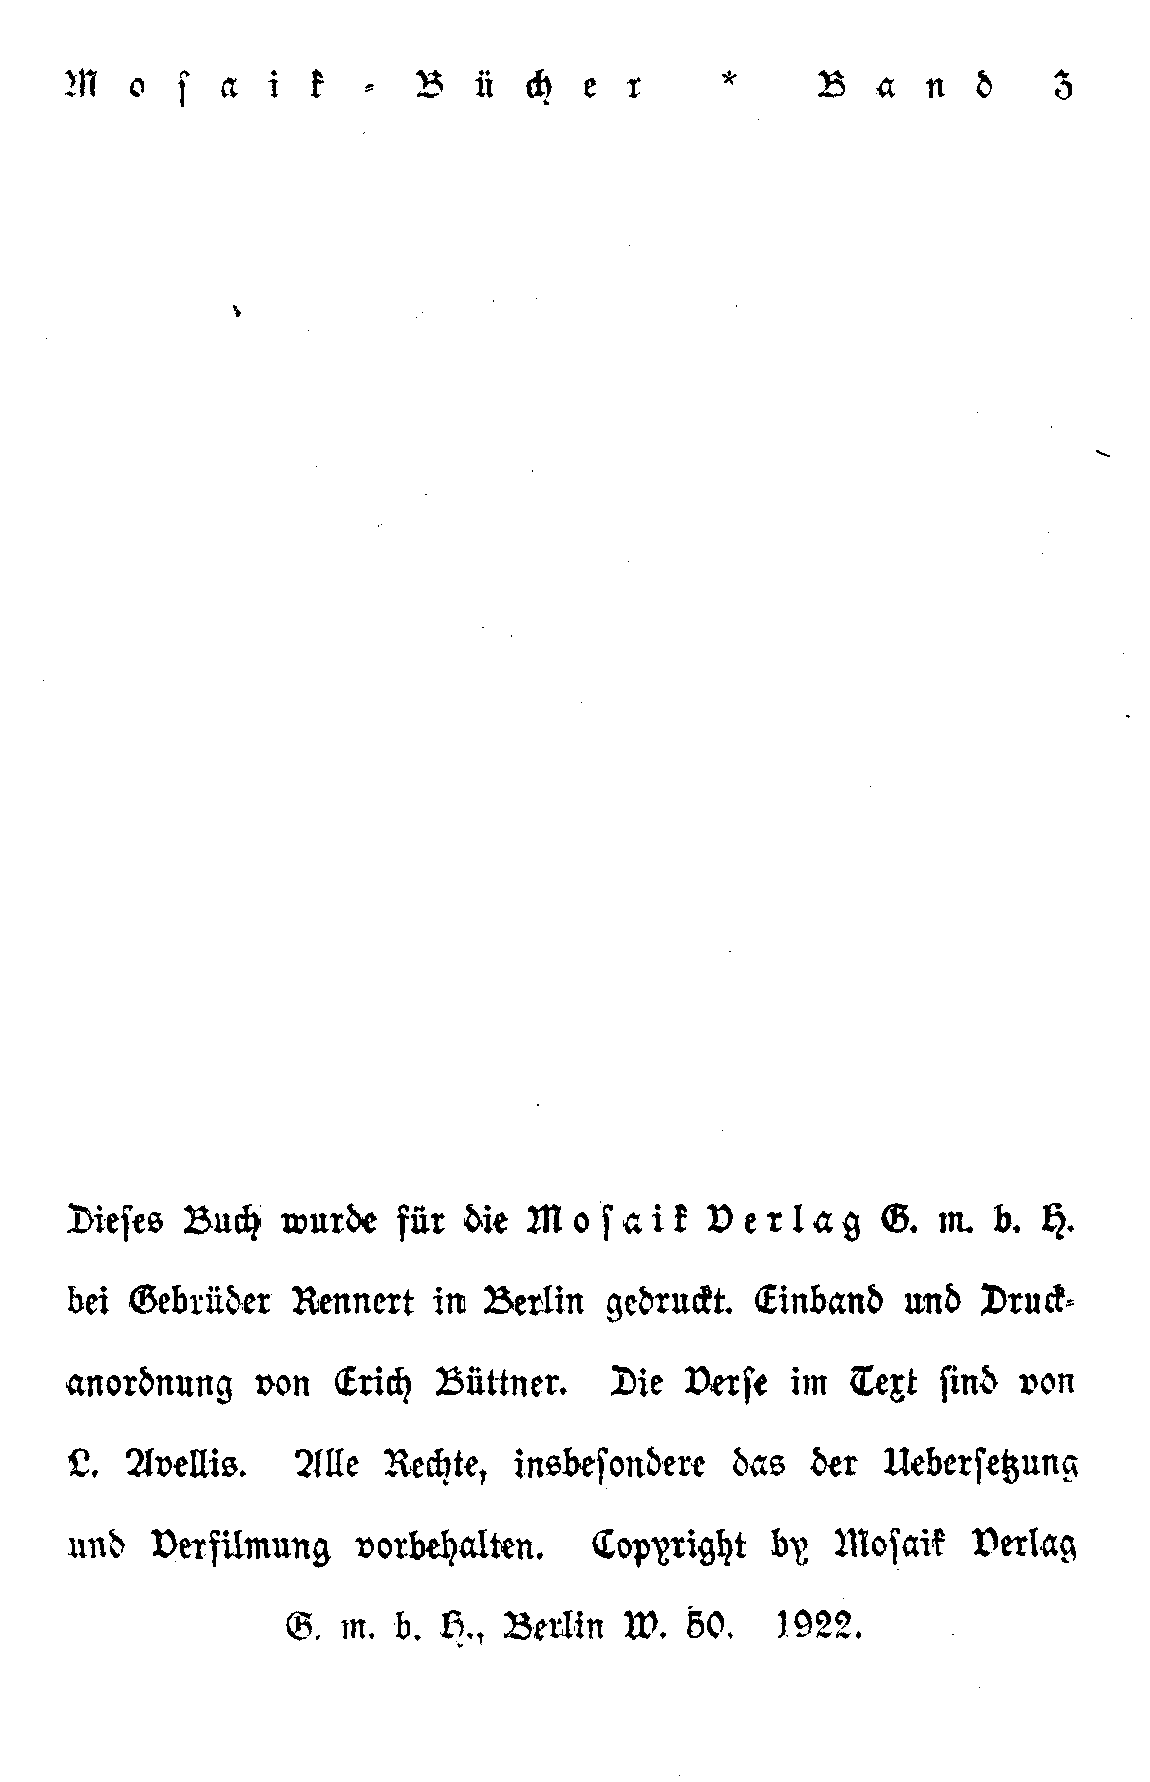 Mosaik-Bücher * Band 3
Dieses Buch wurde für die Mosaik Verlag G. m. b. H.
bei Gebrüder Rennert in Berlin gedruckt. Einband und Druck-
anordnung von Erich Büttner. Die Verse im Text sind von
L. Avellis. Alle Rechte, insbesondere das der Uebersetzung
und Verfilmung vorbehalten. Copyright by Mosaik Verlag
G. m. b. H., Berlin W. 50. 1922.